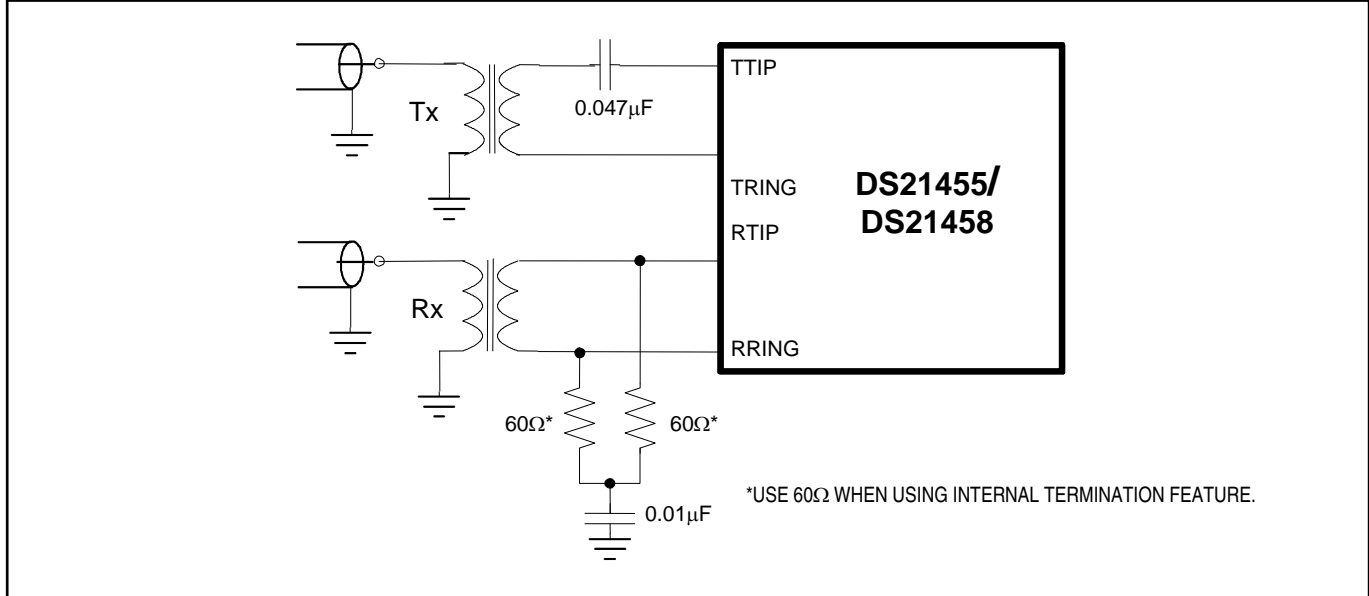 TTIP
0.047μF
Tx
TRING
DS21455/
DS21458
RTIP
Rx
RRING
60Ω*
60Ω*
*USE 60Ω WHEN USING INTERNAL TERMINATION FEATURE.
0.01μF